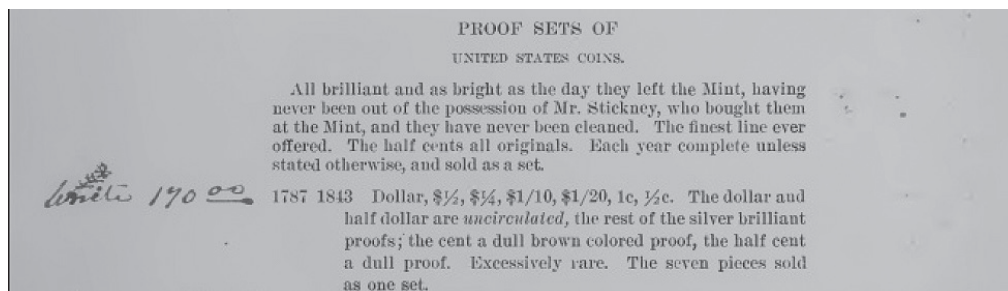 PROOF SETS OF
UNITED STATES COINS.
All brilliant and as bright as the day they left the Mint, having
never been out of the possession of Mr. Stickney, who bought them
at the Mint, and they have never been cleaned. The finest line ever
offered. The half cents all originals. Each year complete unless
stated otherwise, and sold as a set.
170 00 1787 1843 Dollar, $½, $¼, $1/10, $1/20, 1c, ½c. The dollar and
half dollar are uncirculated, the rest of the silver brilliant
proofs; the cent a dull brown colored proof, the half cent
a dull proof. Excessively rare. The seven pieces sold
as one set.